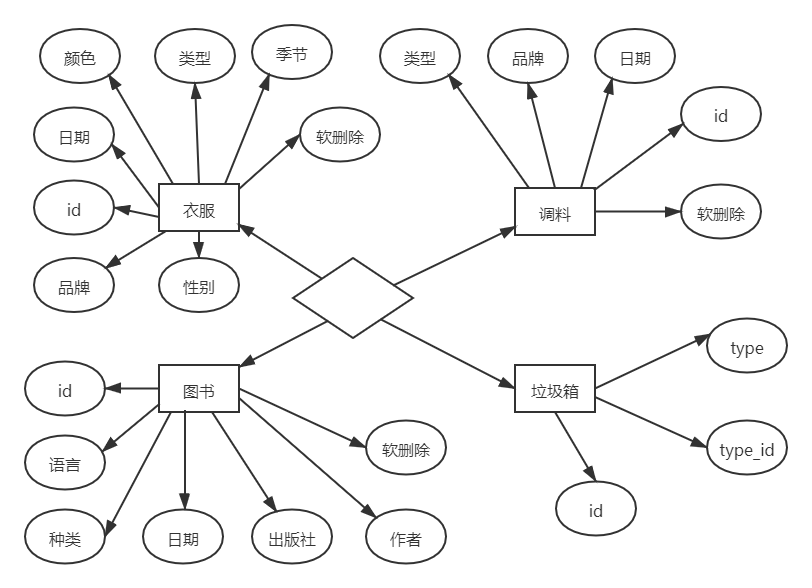 颜色
类型
季节
类型
品牌
日期
日期
软删除
id
id
衣服
调料
软删除
品牌
性别
id
图书
垃圾箱
type
语言
软删除
type_id
种类
日期
出版社
作者
id